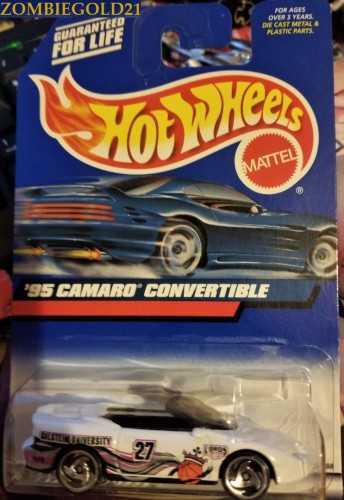 ZOMBIEGOLD21
GUARANTEED
FOR LIFE
FOR AGES
OVER 3 YEARS.
DIE CAST METAL &
PLASTIC PARTS.
HOT WHEELS
MATTEL
®
'95 CAMARO® CONVERTIBLE
UNIVERSITY
27